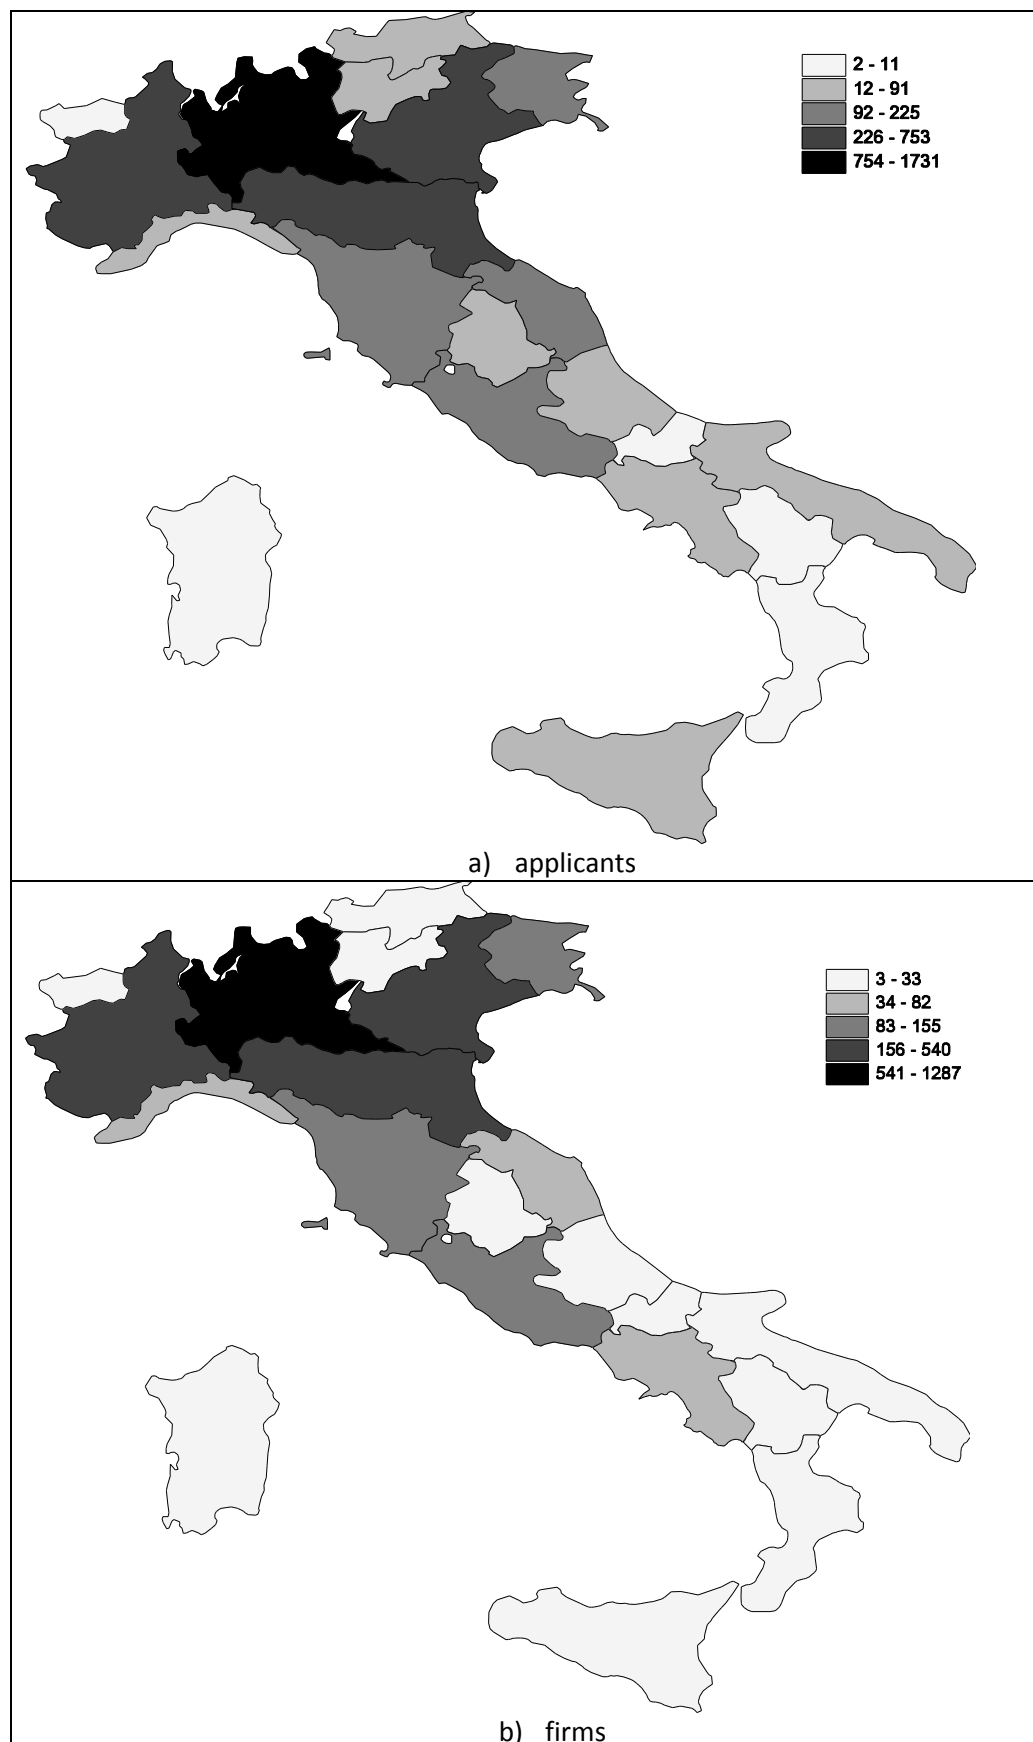 2 - 11
12 - 91
92 - 225
226 - 753
754 - 1731
a) applicants
3 - 33
34 - 82
83 - 155
156 - 540
541 - 1287
b) firms